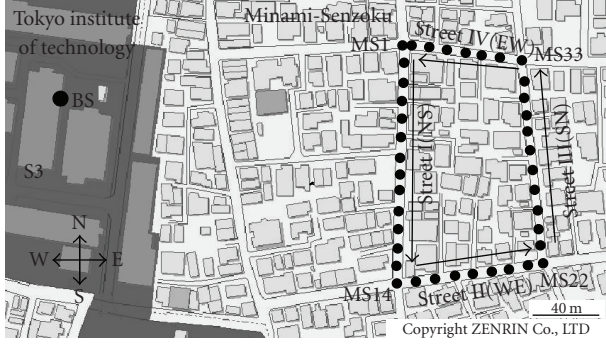 Tokyo institute
of technology
Minami-Senzoku
MS1
Street IV(EW)
MS33
BS
S3
Street I(NS)
Street III(SN)
N
W
E
S
MS14
Street II(WE)
MS22
40 m
Copyright ZENRIN Co., LTD